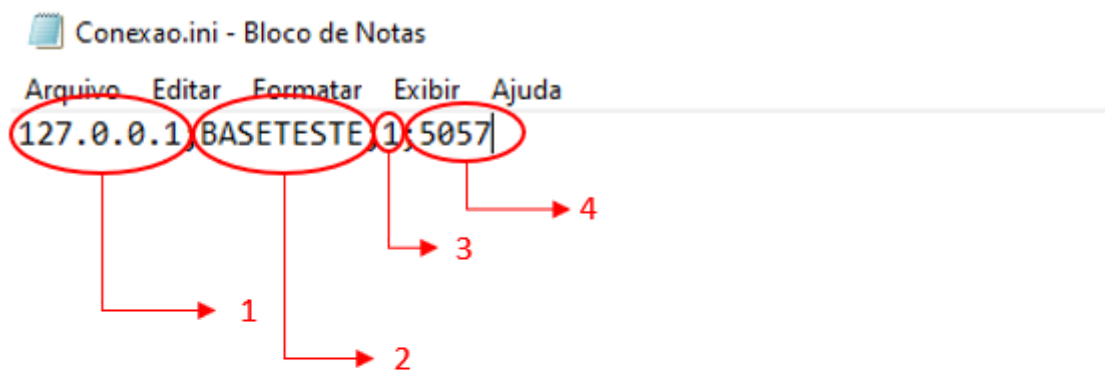 Conexao.ini - Bloco de Notas
Arquivo Editar Formatar Exibir Ajuda
127.0.0.1;BASETESTE;1;5057
4
3
1
2